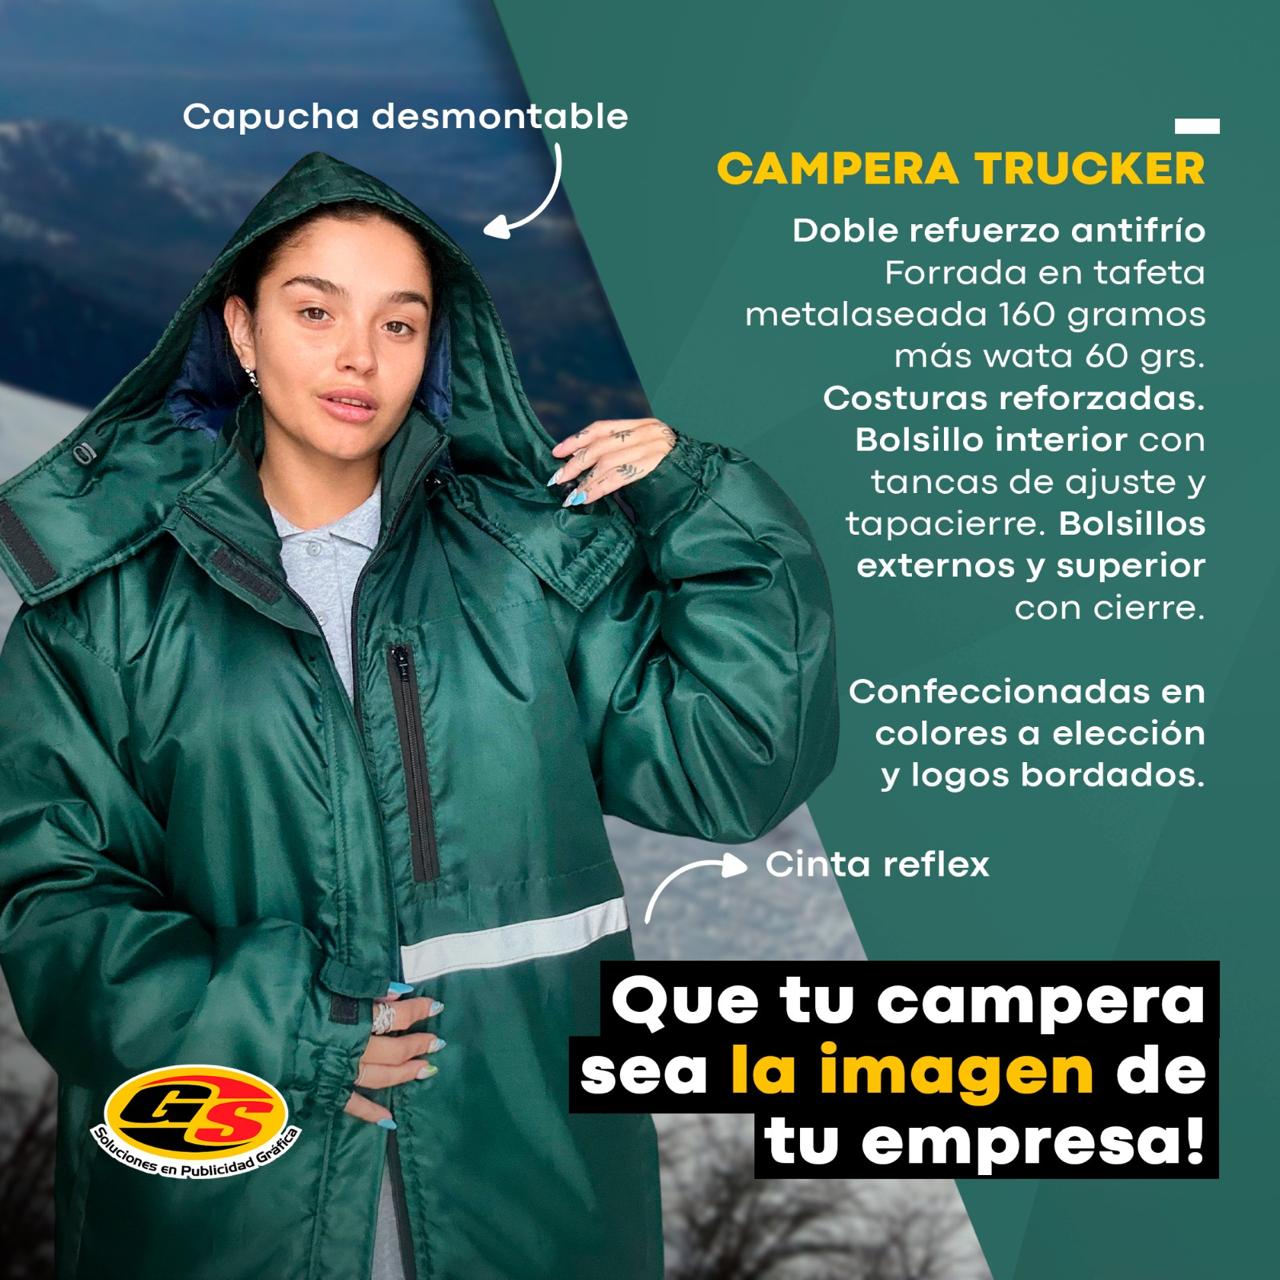 Capucha desmontable
CAMPERA TRUCKER
Doble refuerzo antifrío
Forrada en tafeta
metalaseada 160 gramos
más wata 60 grs.
Costuras reforzadas.
Bolsillo interior con
tancas de ajuste y
tapacierre. Bolsillos
externos y superior
con cierre.
Confeccionadas en
colores a elección
y logos bordados.
Cinta reflex
Que tu campera
sea la imagen de
tu empresa!
GS
Soluciones en Publicidad Gráfica